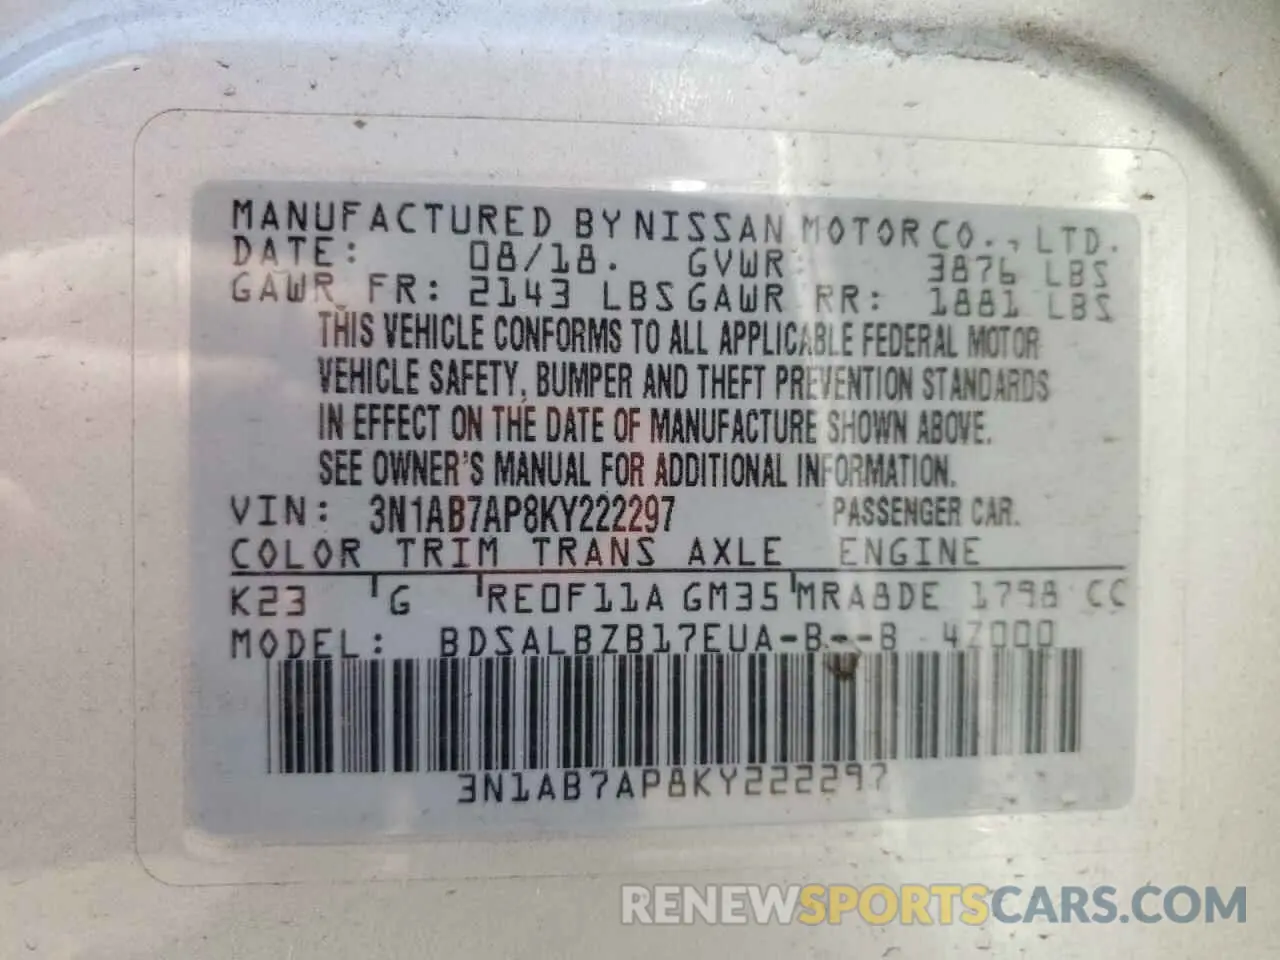 MANUFACTURED BY NISSAN MOTOR CO., LTD.
DATE: 08/18. GVWR: 3876 LBS
GAWR FR: 2143 LBS GAWR RR: 1881 LBS
THIS VEHICLE CONFORMS TO ALL APPLICABLE FEDERAL MOTOR
VEHICLE SAFETY, BUMPER AND THEFT PREVENTION STANDARDS
IN EFFECT ON THE DATE OF MANUFACTURE SHOWN ABOVE.
SEE OWNER'S MANUAL FOR ADDITIONAL INFORMATION.
VIN: 3N1AB7AP8KY222297 PASSENGER CAR.
COLOR TRIM TRANS AXLE ENGINE
K23 G RE0F11A GM35 MRA8DE 1798 CC
MODEL: BDSALBZB17EUA-B--B 4Z000
3N1AB7AP8KY222297
RENEWSPORTSCARS.COM